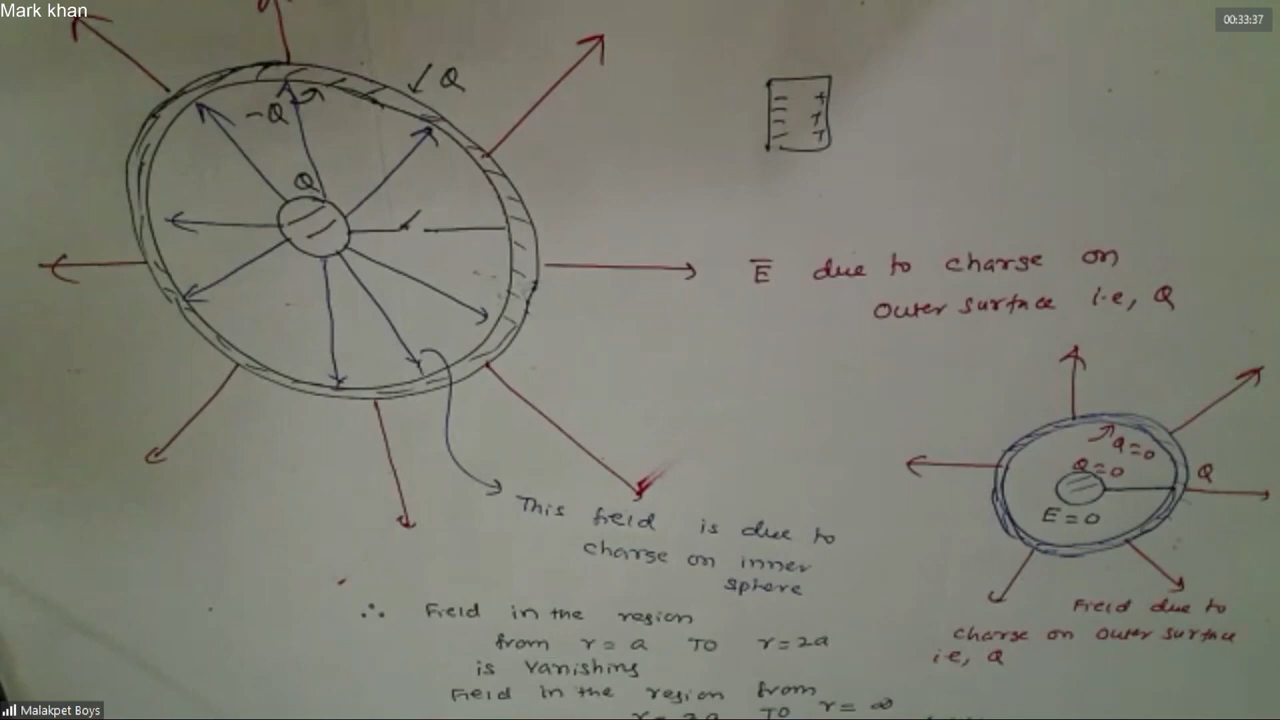 Mark khan
00:33:37
Q
-Q
Q
- +
- +
- +
E̅ due to charge on
outer surface i.e, Q
Q=0
Q=0
Q
E=0
This field is due to
charge on inner
sphere
Field due to
charge on outer surface
i.e, Q
∴ Field in the region
from r=a TO r=2a
is vanishing
Field in the region from
r=2a TO r=∞
Malakpet Boys